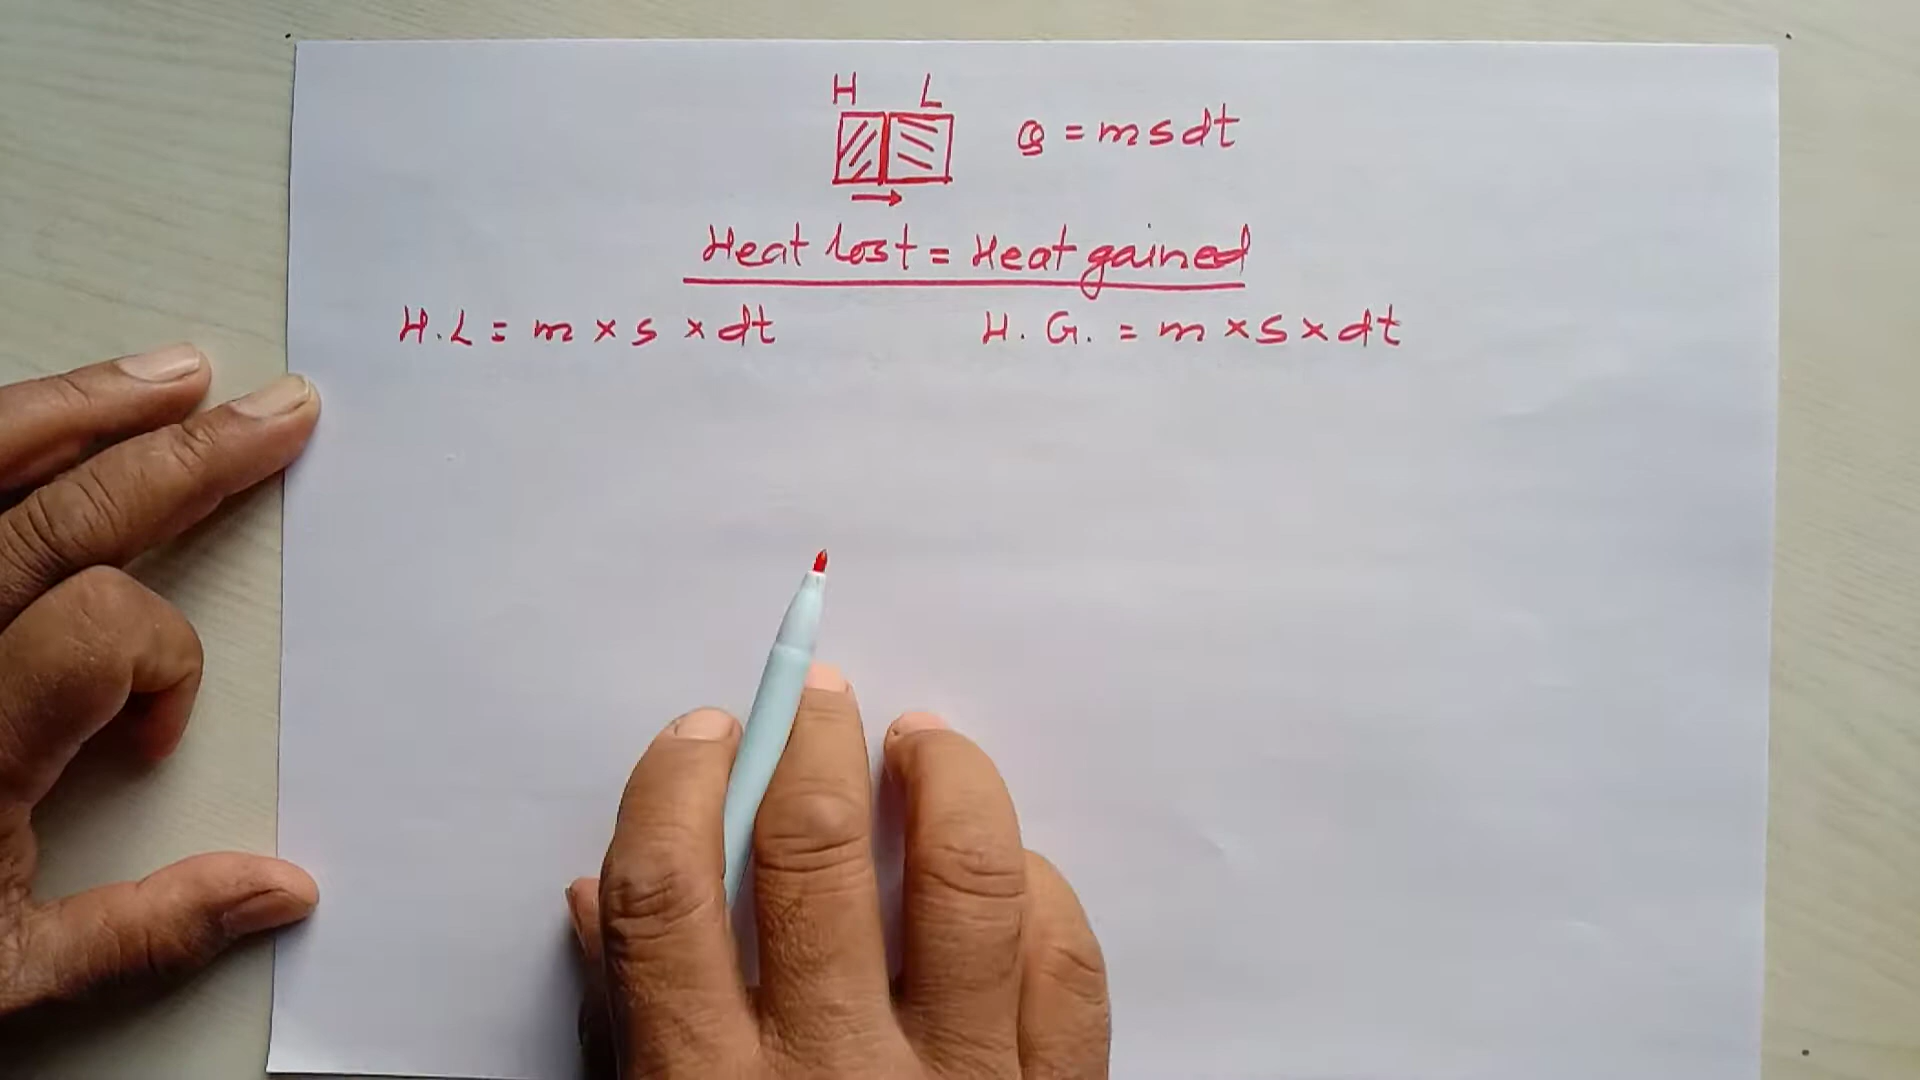 H L
Q = msdt
Heat lost = Heat gained
H.L = m × s × dt
H. G. = m × s × dt